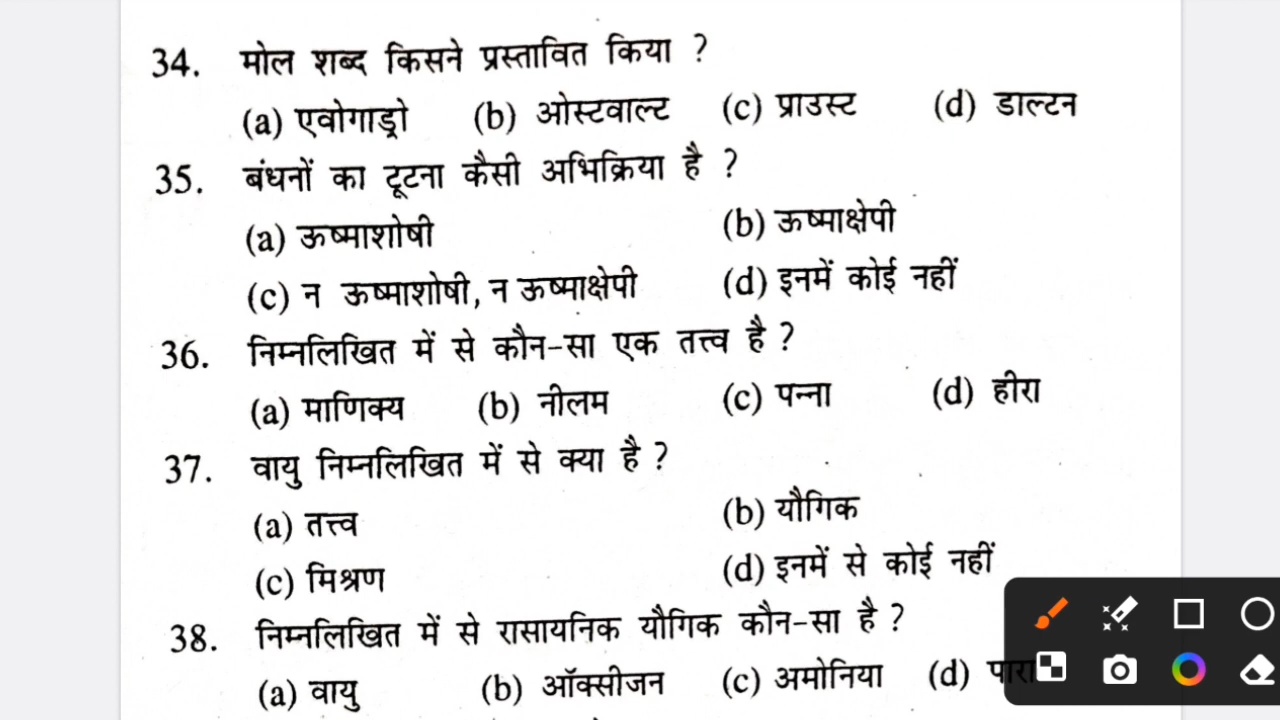 34. मोल शब्द किसने प्रस्तावित किया ?
(a) एवोगाड्रो (b) ओस्टवाल्ट (c) प्राउस्ट (d) डाल्टन
35. बंधनों का टूटना कैसी अभिक्रिया है ?
(a) ऊष्माशोषी (b) ऊष्माक्षेपी
(c) न ऊष्माशोषी, न ऊष्माक्षेपी (d) इनमें कोई नहीं
36. निम्नलिखित में से कौन-सा एक तत्त्व है ?
(a) माणिक्य (b) नीलम (c) पन्ना (d) हीरा
37. वायु निम्नलिखित में से क्या है ?
(a) तत्त्व (b) यौगिक
(c) मिश्रण (d) इनमें से कोई नहीं
38. निम्नलिखित में से रासायनिक यौगिक कौन-सा है ?
(a) वायु (b) ऑक्सीजन (c) अमोनिया (d) पारा